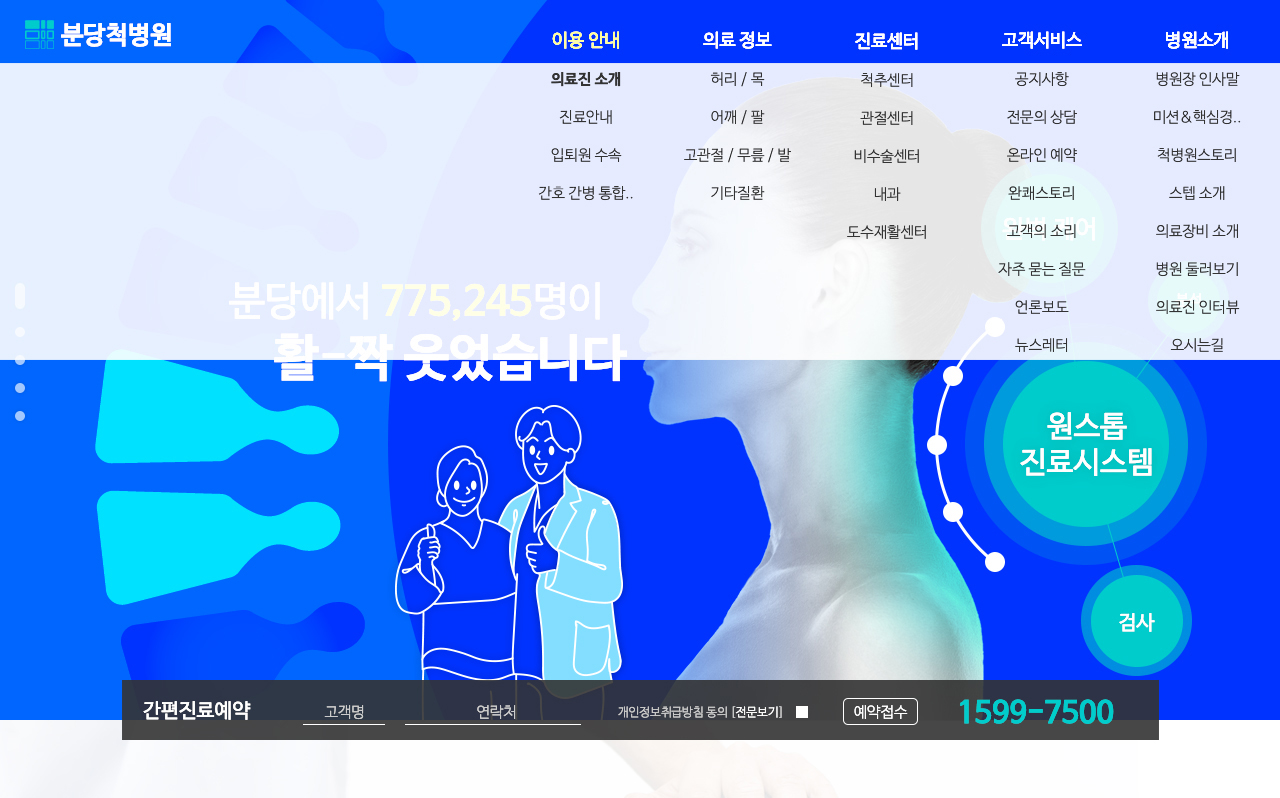 분당척병원
이용 안내 의료 정보 진료센터 고객서비스 병원소개
의료진 소개 허리 / 목 척추센터 공지사항 병원장 인사말
진료안내 어깨 / 팔 관절센터 전문의 상담 미션&핵심경..
입퇴원 수속 고관절 / 무릎 / 발 비수술센터 온라인 예약 척병원스토리
간호 간병 통합.. 기타질환 내과 완쾌스토리 스텝 소개
도수재활센터 고객의 소리 의료장비 소개
자주 묻는 질문 병원 둘러보기
언론보도 의료진 인터뷰
뉴스레터 오시는길
분당에서 775,245명이
활-짝 웃었습니다
원스톱
진료시스템
검사
간편진료예약 고객명 연락처 개인정보취급방침 동의 [전문보기] 예약접수 1599-7500